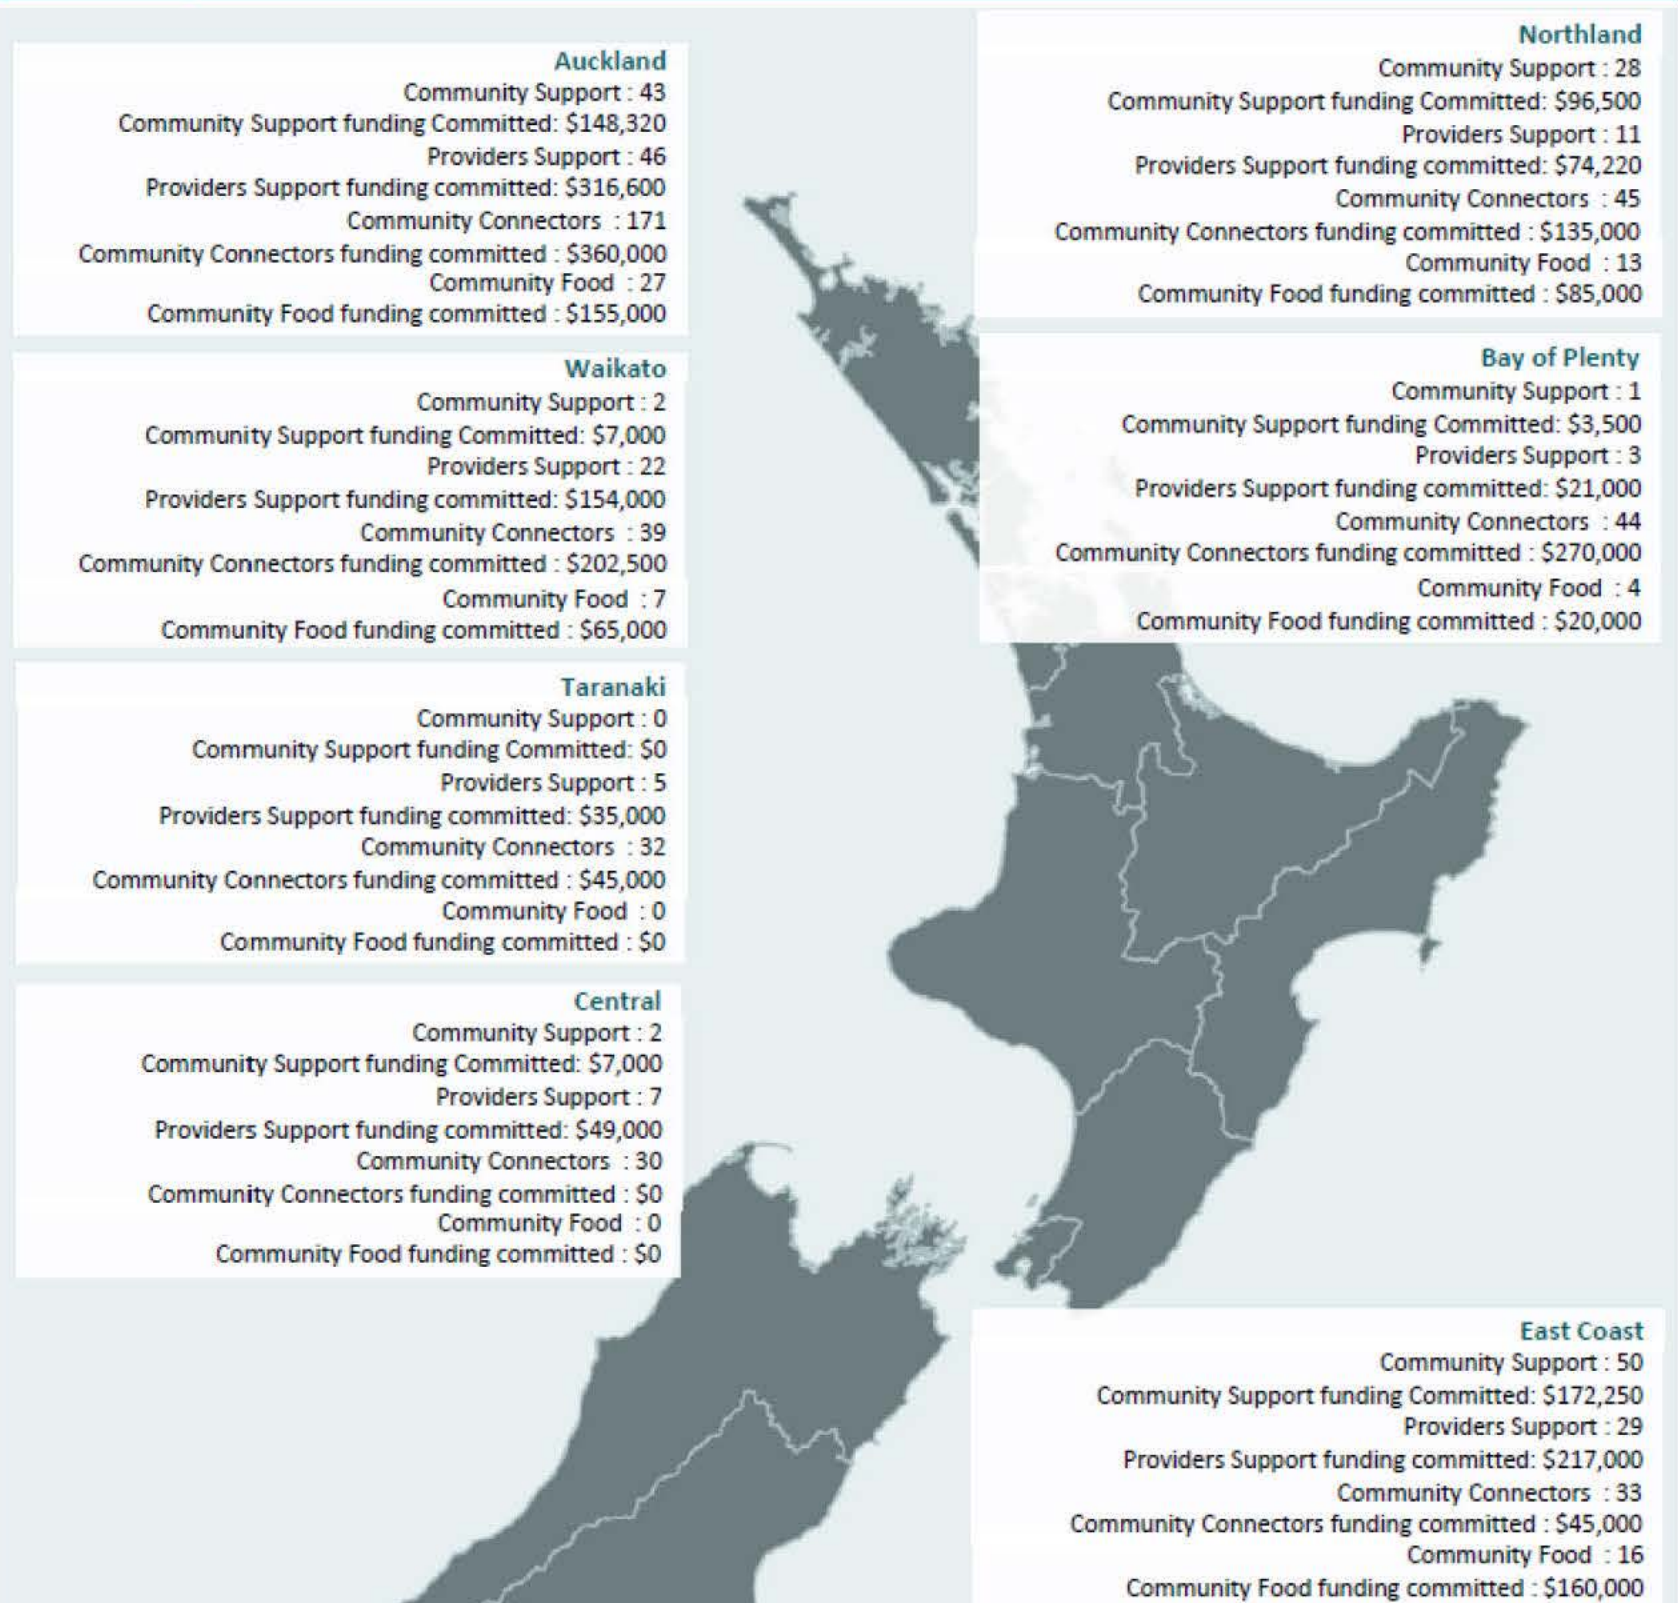 Auckland
Community Support : 43
Community Support funding Committed: $148,320
Providers Support : 46
Providers Support funding committed: $316,600
Community Connectors : 171
Community Connectors funding committed : $360,000
Community Food : 27
Community Food funding committed : $155,000
Waikato
Community Support : 2
Community Support funding Committed: $7,000
Providers Support : 22
Providers Support funding committed: $154,000
Community Connectors : 39
Community Connectors funding committed : $202,500
Community Food : 7
Community Food funding committed : $65,000
Taranaki
Community Support : 0
Community Support funding Committed: $0
Providers Support : 5
Providers Support funding committed: $35,000
Community Connectors : 32
Community Connectors funding committed : $45,000
Community Food : 0
Community Food funding committed : $0
Central
Community Support : 2
Community Support funding Committed: $7,000
Providers Support : 7
Providers Support funding committed: $49,000
Community Connectors : 30
Community Connectors funding committed : $0
Community Food : 0
Community Food funding committed : $0
Northland
Community Support : 28
Community Support funding Committed: $96,500
Providers Support : 11
Providers Support funding committed: $74,220
Community Connectors : 45
Community Connectors funding committed : $135,000
Community Food : 13
Community Food funding committed : $85,000
Bay of Plenty
Community Support : 1
Community Support funding Committed: $3,500
Providers Support : 3
Providers Support funding committed: $21,000
Community Connectors : 44
Community Connectors funding committed : $270,000
Community Food : 4
Community Food funding committed : $20,000
East Coast
Community Support : 50
Community Support funding Committed: $172,250
Providers Support : 29
Providers Support funding committed: $217,000
Community Connectors : 33
Community Connectors funding committed : $45,000
Community Food : 16
Community Food funding committed : $160,000